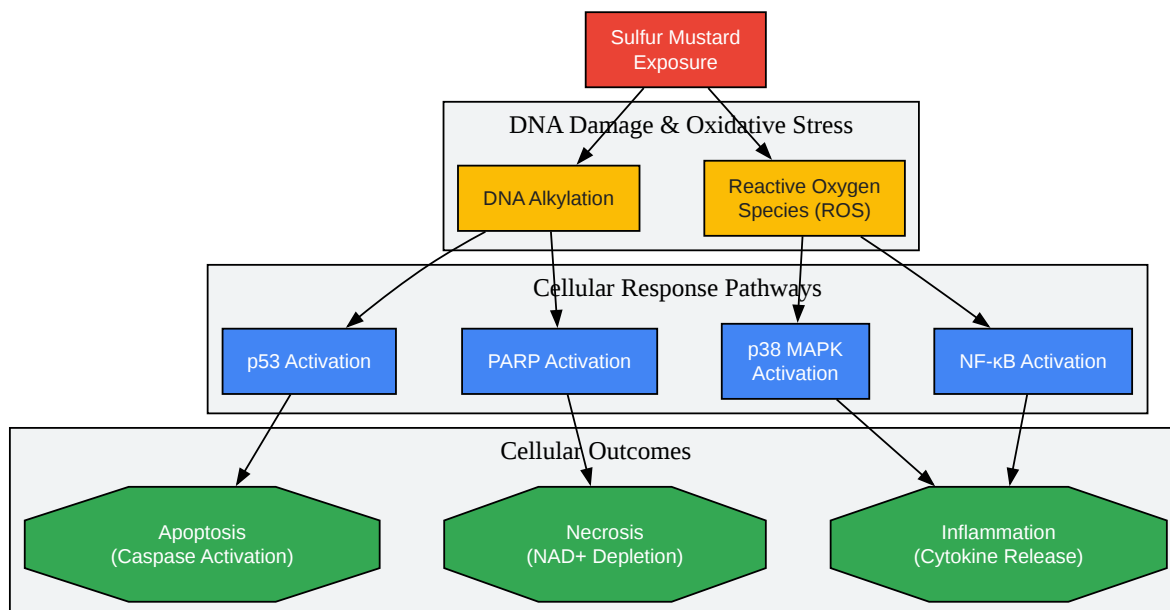 Sulfur Mustard
Exposure
DNA Damage & Oxidative Stress
DNA Alkylation
Reactive Oxygen
Species (ROS)
Cellular Response Pathways
p53 Activation
PARP Activation
p38 MAPK
Activation
NF-κB Activation
Cellular Outcomes
Apoptosis
(Caspase Activation)
Necrosis
(NAD+ Depletion)
Inflammation
(Cytokine Release)